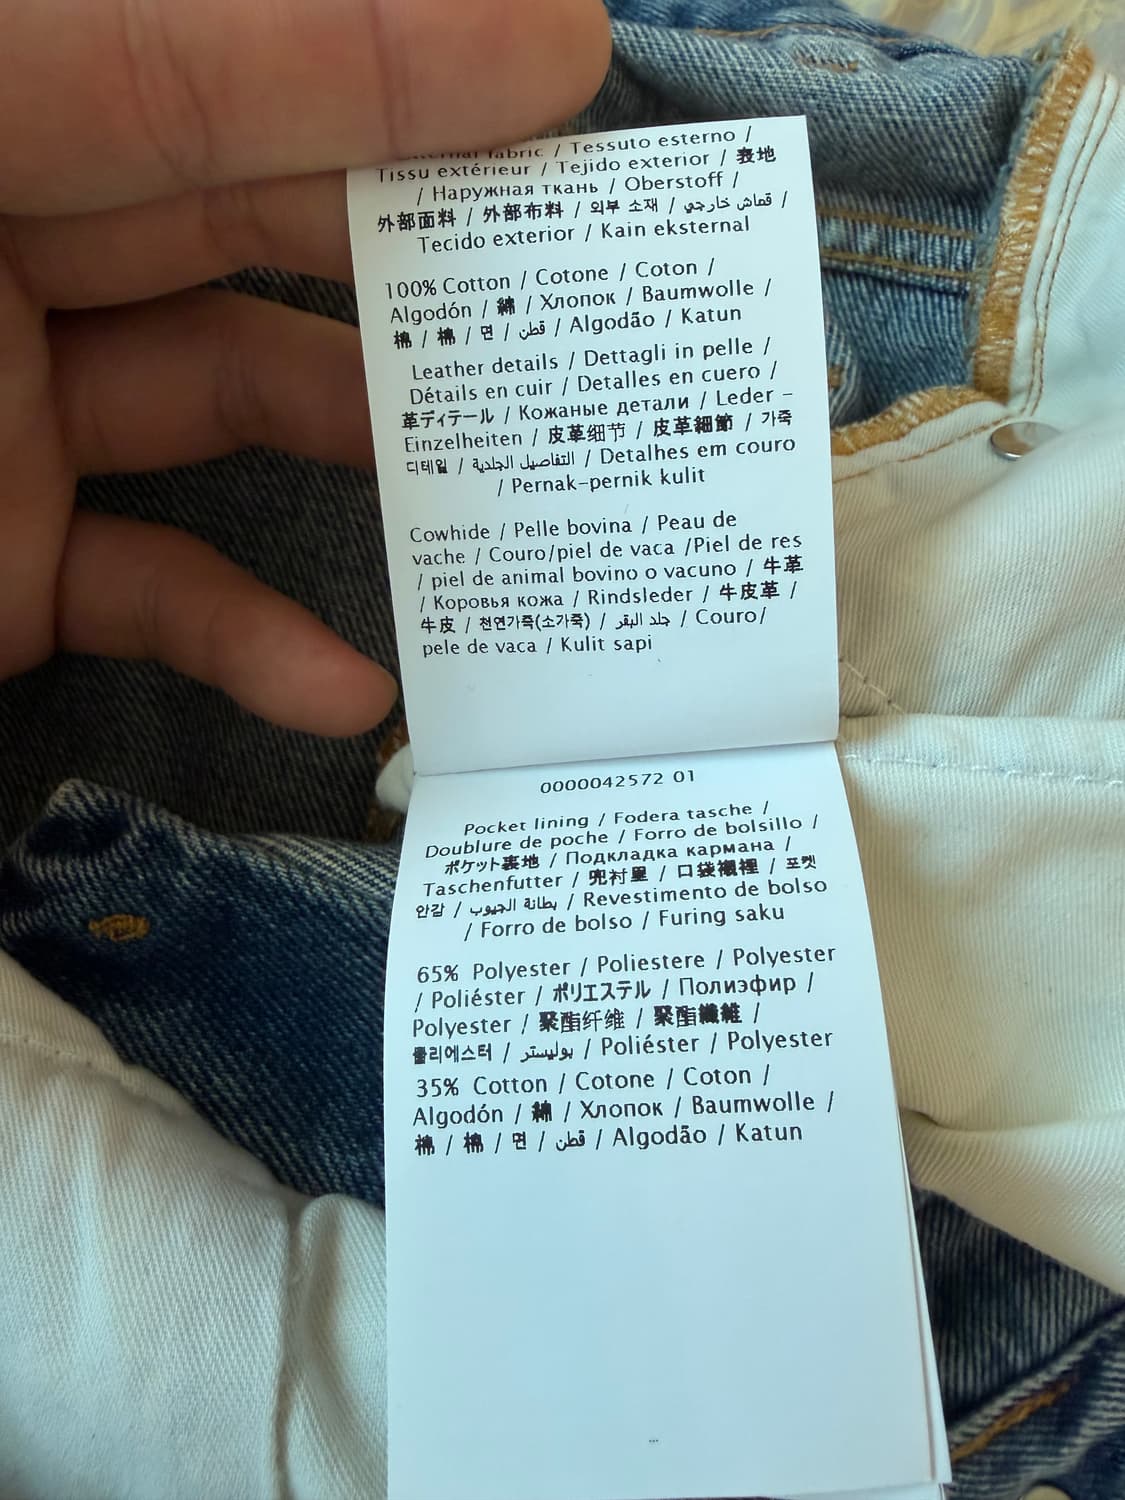 fabric / Tessuto esterno /
Tissu extérieur / Tejido exterior / 表地
/ Наружная ткань / Oberstoff /
外部面料 / 外部布料 / 외부 소재 / قماش خارجي /
Tecido exterior / Kain eksternal
100% Cotton / Cotone / Coton /
Algodón / 綿 / Хлопок / Baumwolle /
棉 / 棉 / 면 / قطن / Algodão / Katun
Leather details / Dettagli in pelle /
Détails en cuir / Detalles en cuero /
革ディテール / Кожаные детали / Leder -
Einzelheiten / 皮革细节 / 皮革細節 / 가죽
디테일 / التفاصيل الجلدية / Detalhes em couro
/ Pernak-pernik kulit
Cowhide / Pelle bovina / Peau de
vache / Couro/piel de vaca /Piel de res
/ piel de animal bovino o vacuno / 牛革
/ Коровья кожа / Rindsleder / 牛皮革 /
牛皮 / 천연가죽(소가죽) / جلد البقر / Couro/
pele de vaca / Kulit sapi
0000042572 01
Pocket lining / Fodera tasche /
Doublure de poche / Forro de bolsillo /
ポケット裏地 / Подкладка кармана /
Taschenfutter / 兜衬里 / 口袋襯裡 / 포켓
안감 / بطانة الجيوب / Revestimento de bolso
/ Forro de bolso / Furing saku
65% Polyester / Poliestere / Polyester
/ Poliéster / ポリエステル / Полиэфир /
Polyester / 聚酯纤维 / 聚酯纖維 /
폴리에스터 / بوليستر / Poliéster / Polyester
35% Cotton / Cotone / Coton /
Algodón / 綿 / Хлопок / Baumwolle /
棉 / 棉 / 면 / قطن / Algodão / Katun